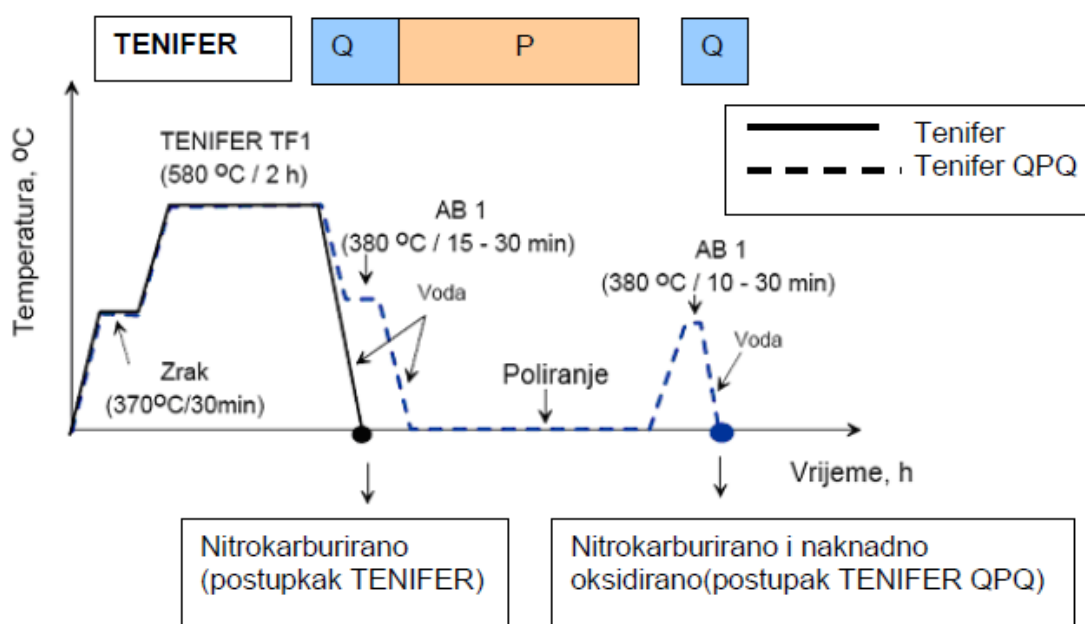 TENIFER
Q
P
Q
Temperatura, ºC
TENIFER TF1
(580 ºC / 2 h)
AB 1
(380 ºC / 15 - 30 min)
Voda
Zrak
(370ºC/30min)
Poliranje
AB 1
(380 ºC / 10 - 30 min)
Voda
Tenifer
Tenifer QPQ
Vrijeme, h
Nitrokarburirano
(postupkak TENIFER)
Nitrokarburirano i naknadno
oksidirano(postupak TENIFER QPQ)